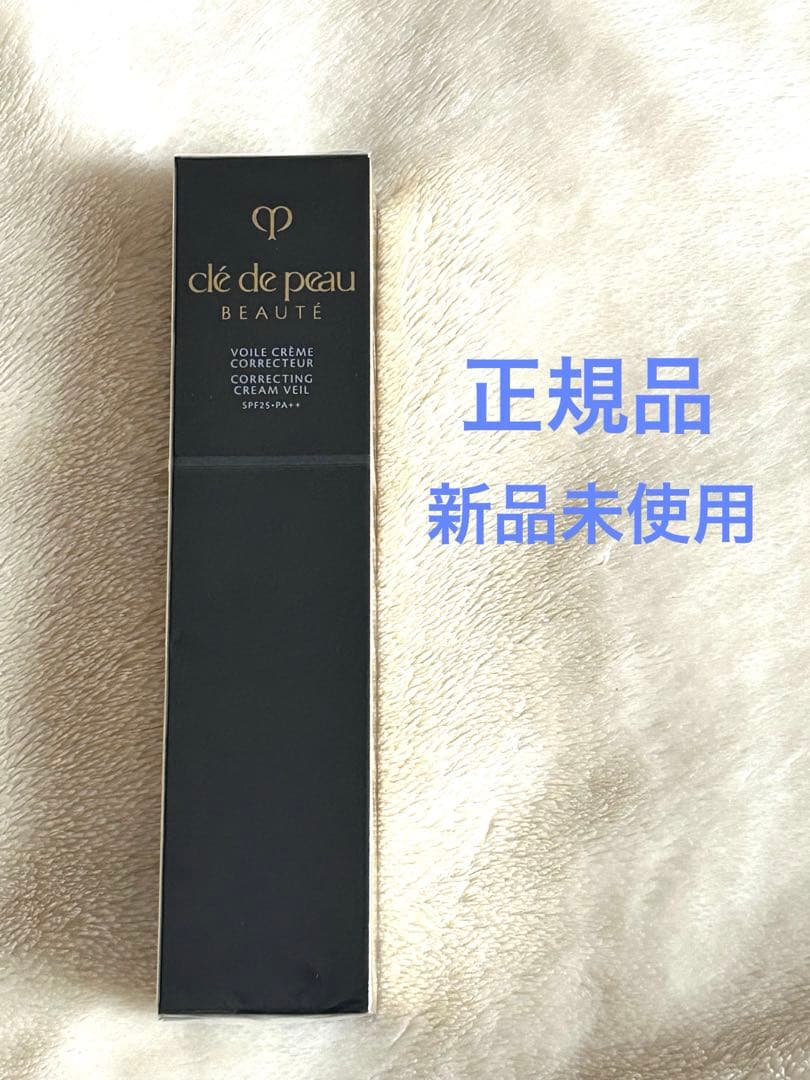 clé de peau
BEAUTÉ
VOILE CRÈME
CORRECTEUR
CORRECTING
CREAM VEIL
SPF25•PA++
正規品
新品未使用